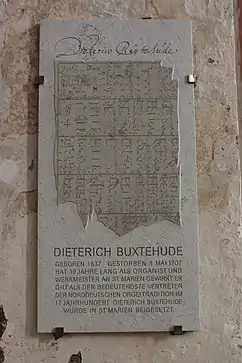 Dieterico Buxtehude
DIETERICH BUXTEHUDE
GEBOREN 1637 GESTORBEN 9 MAI 1707
HAT 39 JAHRE LANG ALS ORGANIST UND
WERKMEISTER AN ST MARIEN GEWIRKT ER
GILT ALS DER BEDEUTENDSTE VERTRETER
DER NORDDEUTSCHEN ORGELTRADITION IM
17 JAHRHUNDERT DIETERICH BUXTEHUDE
WURDE IN ST MARIEN BEIGESETZT